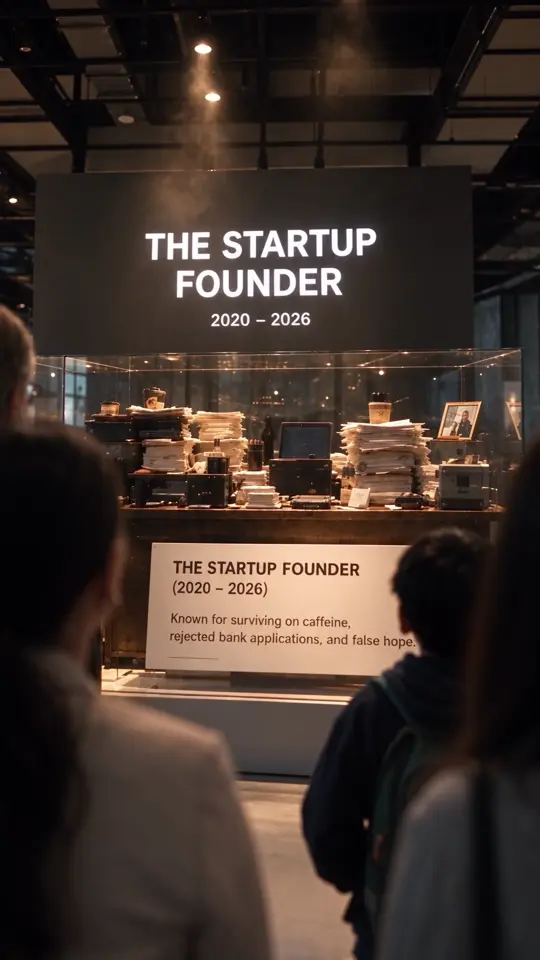 THE STARTUP
FOUNDER
2020 – 2026
THE STARTUP FOUNDER
(2020 – 2026)
Known for surviving on caffeine,
rejected bank applications, and false hope.